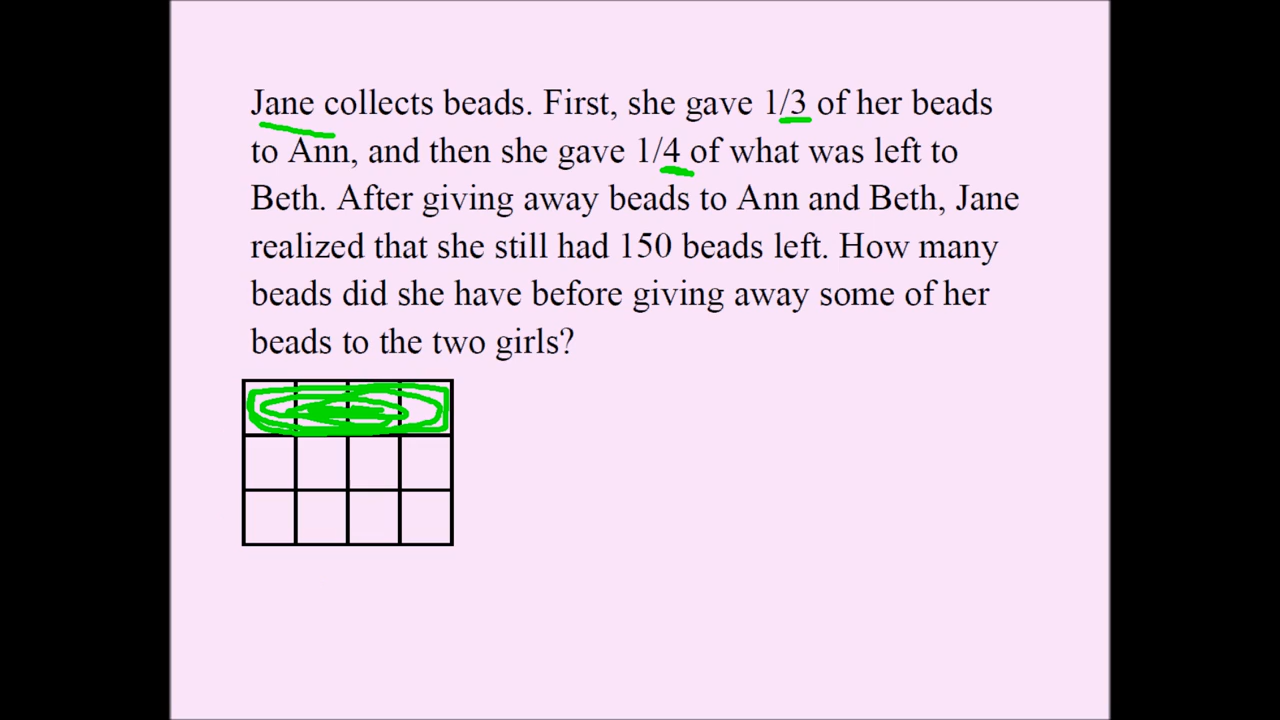 Jane collects beads. First, she gave 1/3 of her beads
to Ann, and then she gave 1/4 of what was left to
Beth. After giving away beads to Ann and Beth, Jane
realized that she still had 150 beads left. How many
beads did she have before giving away some of her
beads to the two girls?